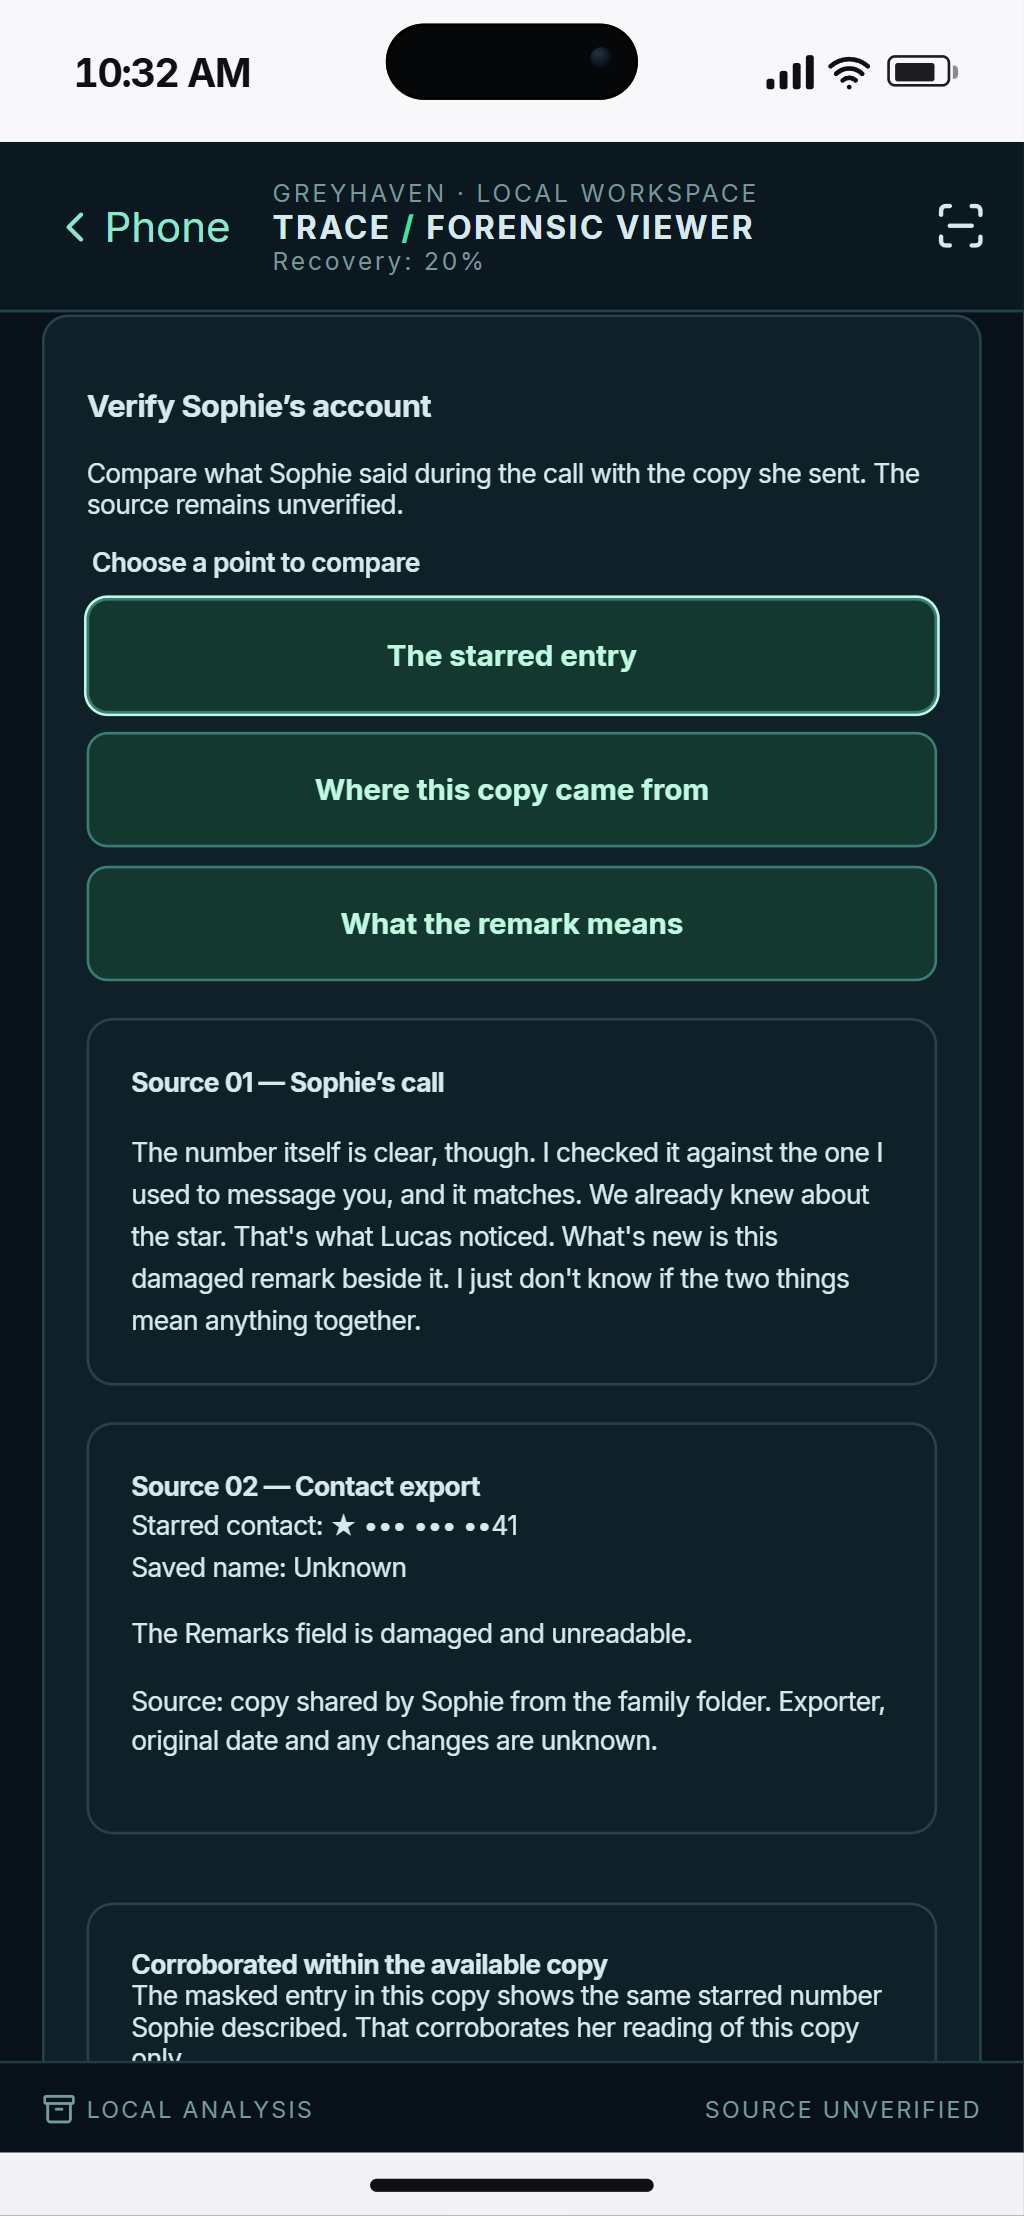 10:32 AM
Phone
GREYHAVEN · LOCAL WORKSPACE
TRACE / FORENSIC VIEWER
Recovery: 20%
Verify Sophie’s account
Compare what Sophie said during the call with the copy she sent. The
source remains unverified.
Choose a point to compare
The starred entry
Where this copy came from
What the remark means
Source 01 — Sophie’s call
The number itself is clear, though. I checked it against the one I
used to message you, and it matches. We already knew about
the star. That's what Lucas noticed. What's new is this
damaged remark beside it. I just don't know if the two things
mean anything together.
Source 02 — Contact export
Starred contact: ★ ••• ••• ••41
Saved name: Unknown
The Remarks field is damaged and unreadable.
Source: copy shared by Sophie from the family folder. Exporter,
original date and any changes are unknown.
Corroborated within the available copy
The masked entry in this copy shows the same starred number
Sophie described. That corroborates her reading of this copy
only.
LOCAL ANALYSIS
SOURCE UNVERIFIED